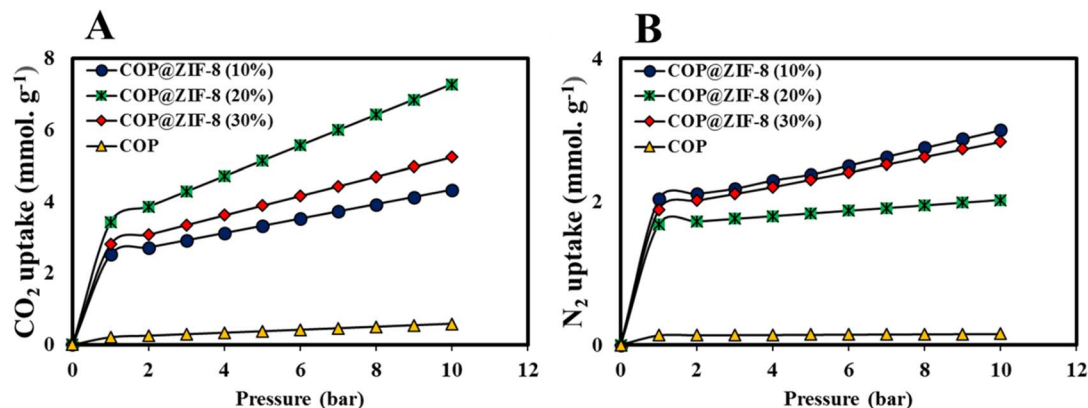 A
CO₂ uptake (mmol. g⁻¹)
8
6
4
2
0
COP@ZIF-8 (10%)
COP@ZIF-8 (20%)
COP@ZIF-8 (30%)
COP
0 2 4 6 8 10 12
Pressure (bar)
B
N₂ uptake (mmol. g⁻¹)
4
2
0
COP@ZIF-8 (10%)
COP@ZIF-8 (20%)
COP@ZIF-8 (30%)
COP
0 2 4 6 8 10 12
Pressure (bar)